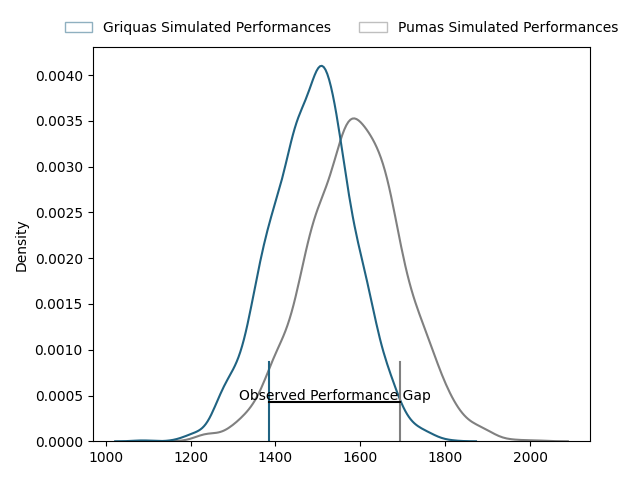 Griquas Simulated Performances
Pumas Simulated Performances
0.0040
0.0035
0.0030
0.0025
0.0020
0.0015
0.0010
0.0005
0.0000
Density
Observed Performance Gap
1000 1200 1400 1600 1800 2000